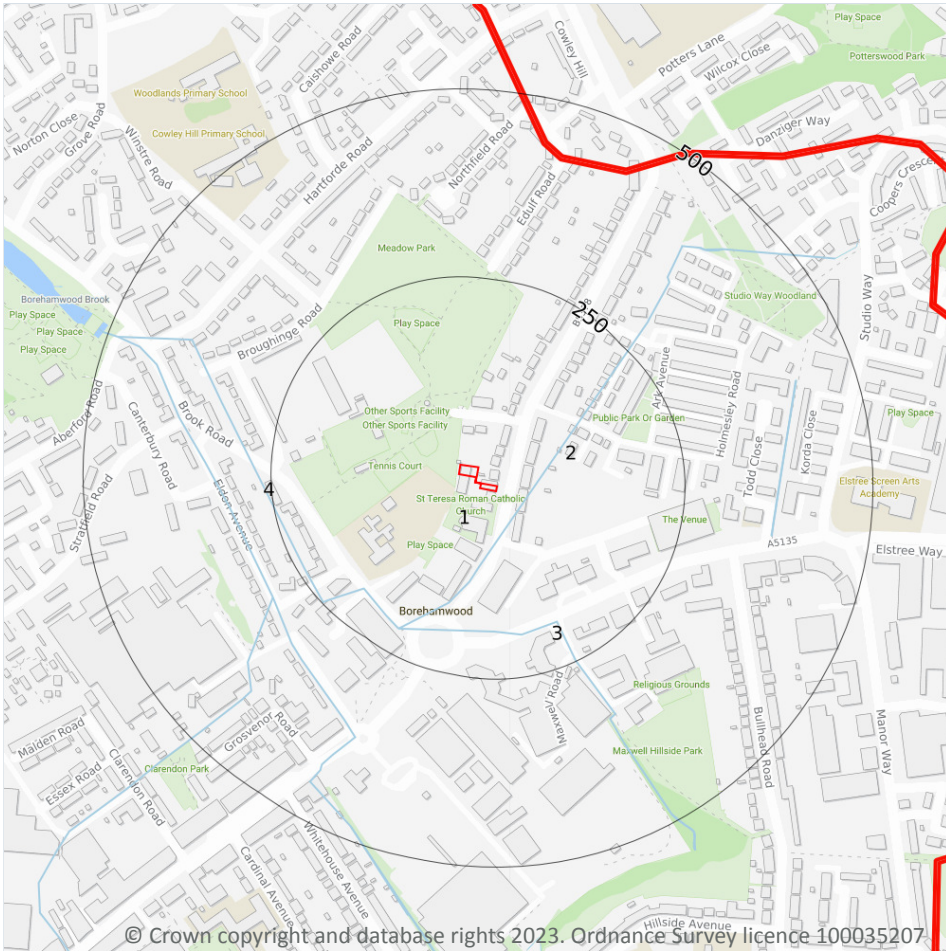 Play Space
Potterswood Park
Cowley Hill
Potters Lane
Wilcox Close
Caishowe Road
Woodlands Primary School
Norton Close
Grove Road
Winstre Road
Cowley Hill Primary School
Danziger Way
Northfield Road
Hartforde Road
500
Edulf Road
Coopers Crescen
Meadow Park
Borehamwood Brook
Play Space
Play Space
Play Space
Studio Way Woodland
Studio Way
250
Play Space
Broughinge Road
Ark Avenue
Holmesley Road
Aberford Road
Canterbury Road
Brook Road
Other Sports Facility
Other Sports Facility
Public Park Or Garden
Play Space
Todd Close
Korda Close
2
Tennis Court
4
Stratfield Road
Eldon Avenue
St Teresa Roman Catholic
Church
1
Elstree Screen Arts
Academy
The Venue
Play Space
A5135
Elstree Way
Borehamwood
3
Religious Grounds
Maxwell Road
Bullhead Road
Manor Way
Maxwell Hillside Park
Maiden Road
Grosvenor Road
Essex Road
Clarendon Road
Clarendon Park
Whitehouse Avenue
Cardinal Avenue
Hillside Avenue
© Crown copyright and database rights 2023. Ordnance Survey licence 100035207